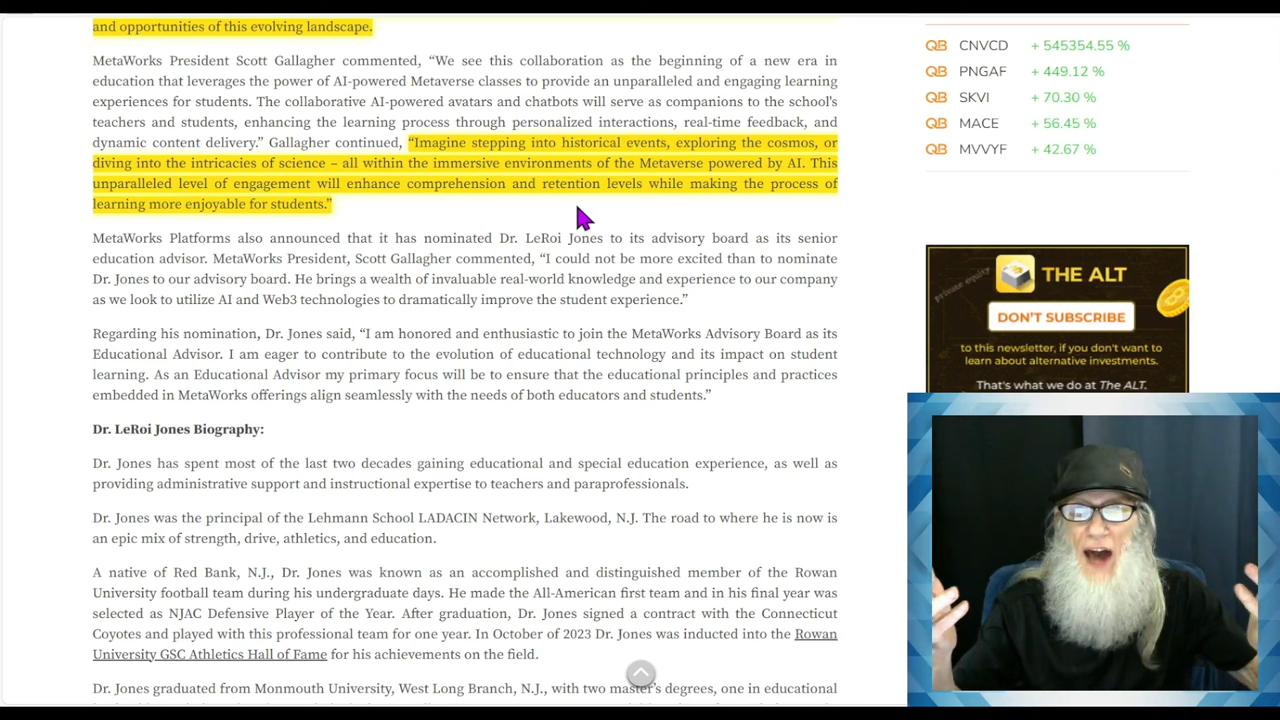 and opportunities of this evolving landscape.
MetaWorks President Scott Gallagher commented, “We see this collaboration as the beginning of a new era in
education that leverages the power of AI-powered Metaverse classes to provide an unparalleled and engaging learning
experiences for students. The collaborative AI-powered avatars and chatbots will serve as companions to the school's
teachers and students, enhancing the learning process through personalized interactions, real-time feedback, and
dynamic content delivery.” Gallagher continued, “Imagine stepping into historical events, exploring the cosmos, or
diving into the intricacies of science – all within the immersive environments of the Metaverse powered by AI. This
unparalleled level of engagement will enhance comprehension and retention levels while making the process of
learning more enjoyable for students.”
MetaWorks Platforms also announced that it has nominated Dr. LeRoi Jones to its advisory board as its senior
education advisor. MetaWorks President, Scott Gallagher commented, “I could not be more excited than to nominate
Dr. Jones to our advisory board. He brings a wealth of invaluable real-world knowledge and experience to our company
as we look to utilize AI and Web3 technologies to dramatically improve the student experience.”
Regarding his nomination, Dr. Jones said, “I am honored and enthusiastic to join the MetaWorks Advisory Board as its
Educational Advisor. I am eager to contribute to the evolution of educational technology and its impact on student
learning. As an Educational Advisor my primary focus will be to ensure that the educational principles and practices
embedded in MetaWorks offerings align seamlessly with the needs of both educators and students.”
Dr. LeRoi Jones Biography:
Dr. Jones has spent most of the last two decades gaining educational and special education experience, as well as
providing administrative support and instructional expertise to teachers and paraprofessionals.
Dr. Jones was the principal of the Lehmann School LADACIN Network, Lakewood, N.J. The road to where he is now is
an epic mix of strength, drive, athletics, and education.
A native of Red Bank, N.J., Dr. Jones was known as an accomplished and distinguished member of the Rowan
University football team during his undergraduate days. He made the All-American first team and in his final year was
selected as NJAC Defensive Player of the Year. After graduation, Dr. Jones signed a contract with the Connecticut
Coyotes and played with this professional team for one year. In October of 2023 Dr. Jones was inducted into the Rowan
University GSC Athletics Hall of Fame for his achievements on the field.
Dr. Jones graduated from Monmouth University, West Long Branch, N.J., with two master's degrees, one in educational
QB CNVCD + 545354.55 %
QB PNGAF + 449.12 %
QB SKVI + 70.30 %
QB MACE + 56.45 %
QB MVVYF + 42.67 %
private equity
THE ALT
DON'T SUBSCRIBE
to this newsletter, if you don't want to
learn about alternative investments.
That's what we do at The ALT.